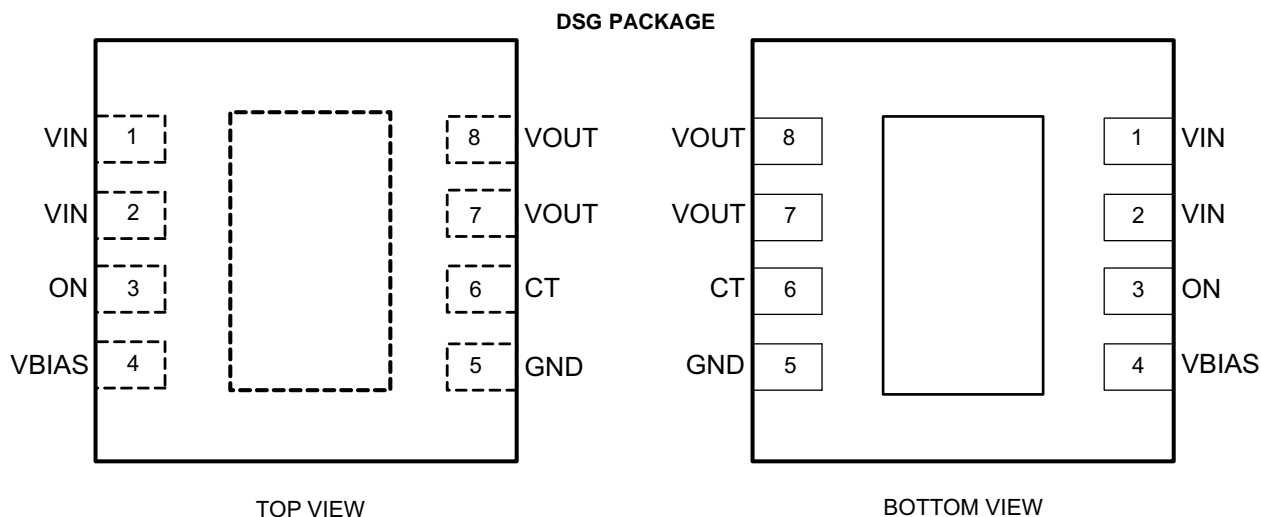 DSG PACKAGE
VIN 1 8 VOUT
VIN 2 7 VOUT
ON 3 6 CT
VBIAS 4 5 GND
TOP VIEW
VOUT 8 1 VIN
VOUT 7 2 VIN
CT 6 3 ON
GND 5 4 VBIAS
BOTTOM VIEW